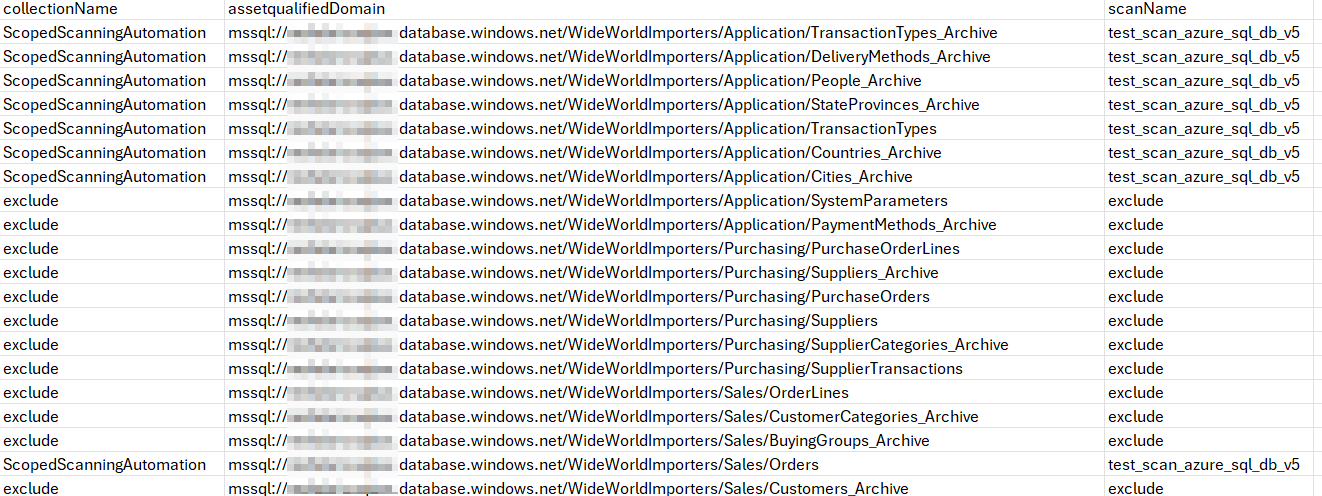 collectionName assetqualifiedDomain scanName
ScopedScanningAutomation mssql:// database.windows.net/WideWorldImporters/Application/TransactionTypes_Archive test_scan_azure_sql_db_v5
ScopedScanningAutomation mssql:// database.windows.net/WideWorldImporters/Application/DeliveryMethods_Archive test_scan_azure_sql_db_v5
ScopedScanningAutomation mssql:// database.windows.net/WideWorldImporters/Application/People_Archive test_scan_azure_sql_db_v5
ScopedScanningAutomation mssql:// database.windows.net/WideWorldImporters/Application/StateProvinces_Archive test_scan_azure_sql_db_v5
ScopedScanningAutomation mssql:// database.windows.net/WideWorldImporters/Application/TransactionTypes test_scan_azure_sql_db_v5
ScopedScanningAutomation mssql:// database.windows.net/WideWorldImporters/Application/Countries_Archive test_scan_azure_sql_db_v5
ScopedScanningAutomation mssql:// database.windows.net/WideWorldImporters/Application/Cities_Archive test_scan_azure_sql_db_v5
exclude mssql:// database.windows.net/WideWorldImporters/Application/SystemParameters exclude
exclude mssql:// database.windows.net/WideWorldImporters/Application/PaymentMethods_Archive exclude
exclude mssql:// database.windows.net/WideWorldImporters/Purchasing/PurchaseOrderLines exclude
exclude mssql:// database.windows.net/WideWorldImporters/Purchasing/Suppliers_Archive exclude
exclude mssql:// database.windows.net/WideWorldImporters/Purchasing/PurchaseOrders exclude
exclude mssql:// database.windows.net/WideWorldImporters/Purchasing/Suppliers exclude
exclude mssql:// database.windows.net/WideWorldImporters/Purchasing/SupplierCategories_Archive exclude
exclude mssql:// database.windows.net/WideWorldImporters/Purchasing/SupplierTransactions exclude
exclude mssql:// database.windows.net/WideWorldImporters/Sales/OrderLines exclude
exclude mssql:// database.windows.net/WideWorldImporters/Sales/CustomerCategories_Archive exclude
exclude mssql:// database.windows.net/WideWorldImporters/Sales/BuyingGroups_Archive exclude
ScopedScanningAutomation mssql:// database.windows.net/WideWorldImporters/Sales/Orders test_scan_azure_sql_db_v5
exclude mssql:// database.windows.net/WideWorldImporters/Sales/Customers_Archive exclude